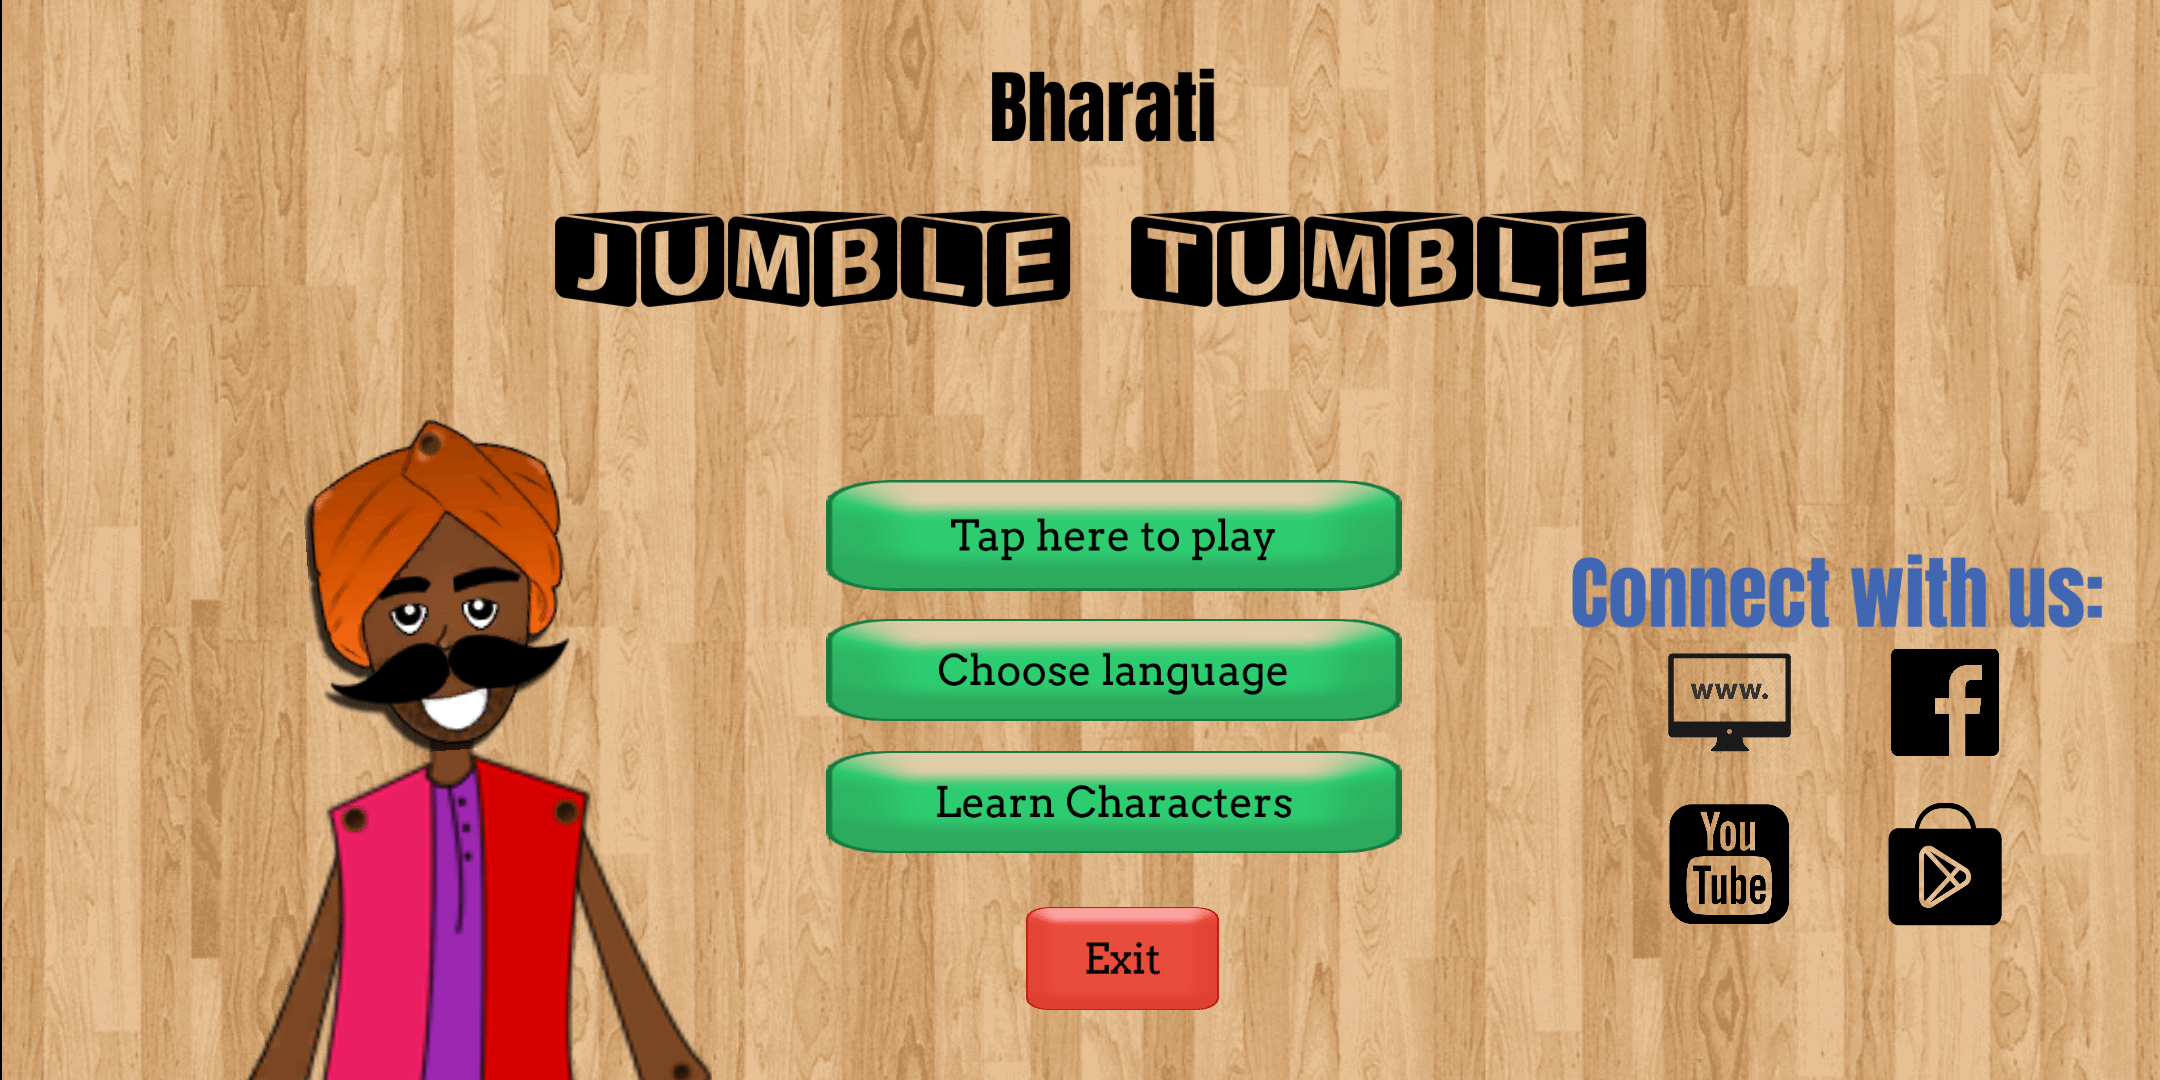 Bharati
JUMBLE TUMBLE
Tap here to play
Choose language
Learn Characters
Exit
Connect with us:
www.
f
You
Tube